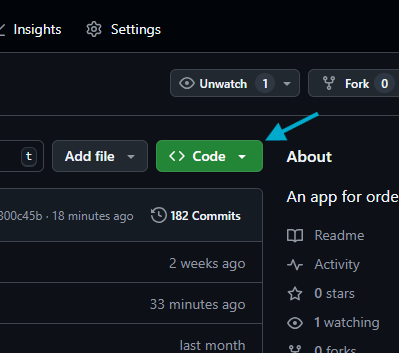 Insights Settings
Unwatch 1 Fork 0
t Add file Code About
An app for orde
300c45b · 18 minutes ago 182 Commits
Readme
2 weeks ago
Activity
33 minutes ago
0 stars
1 watching
last month
0 forks